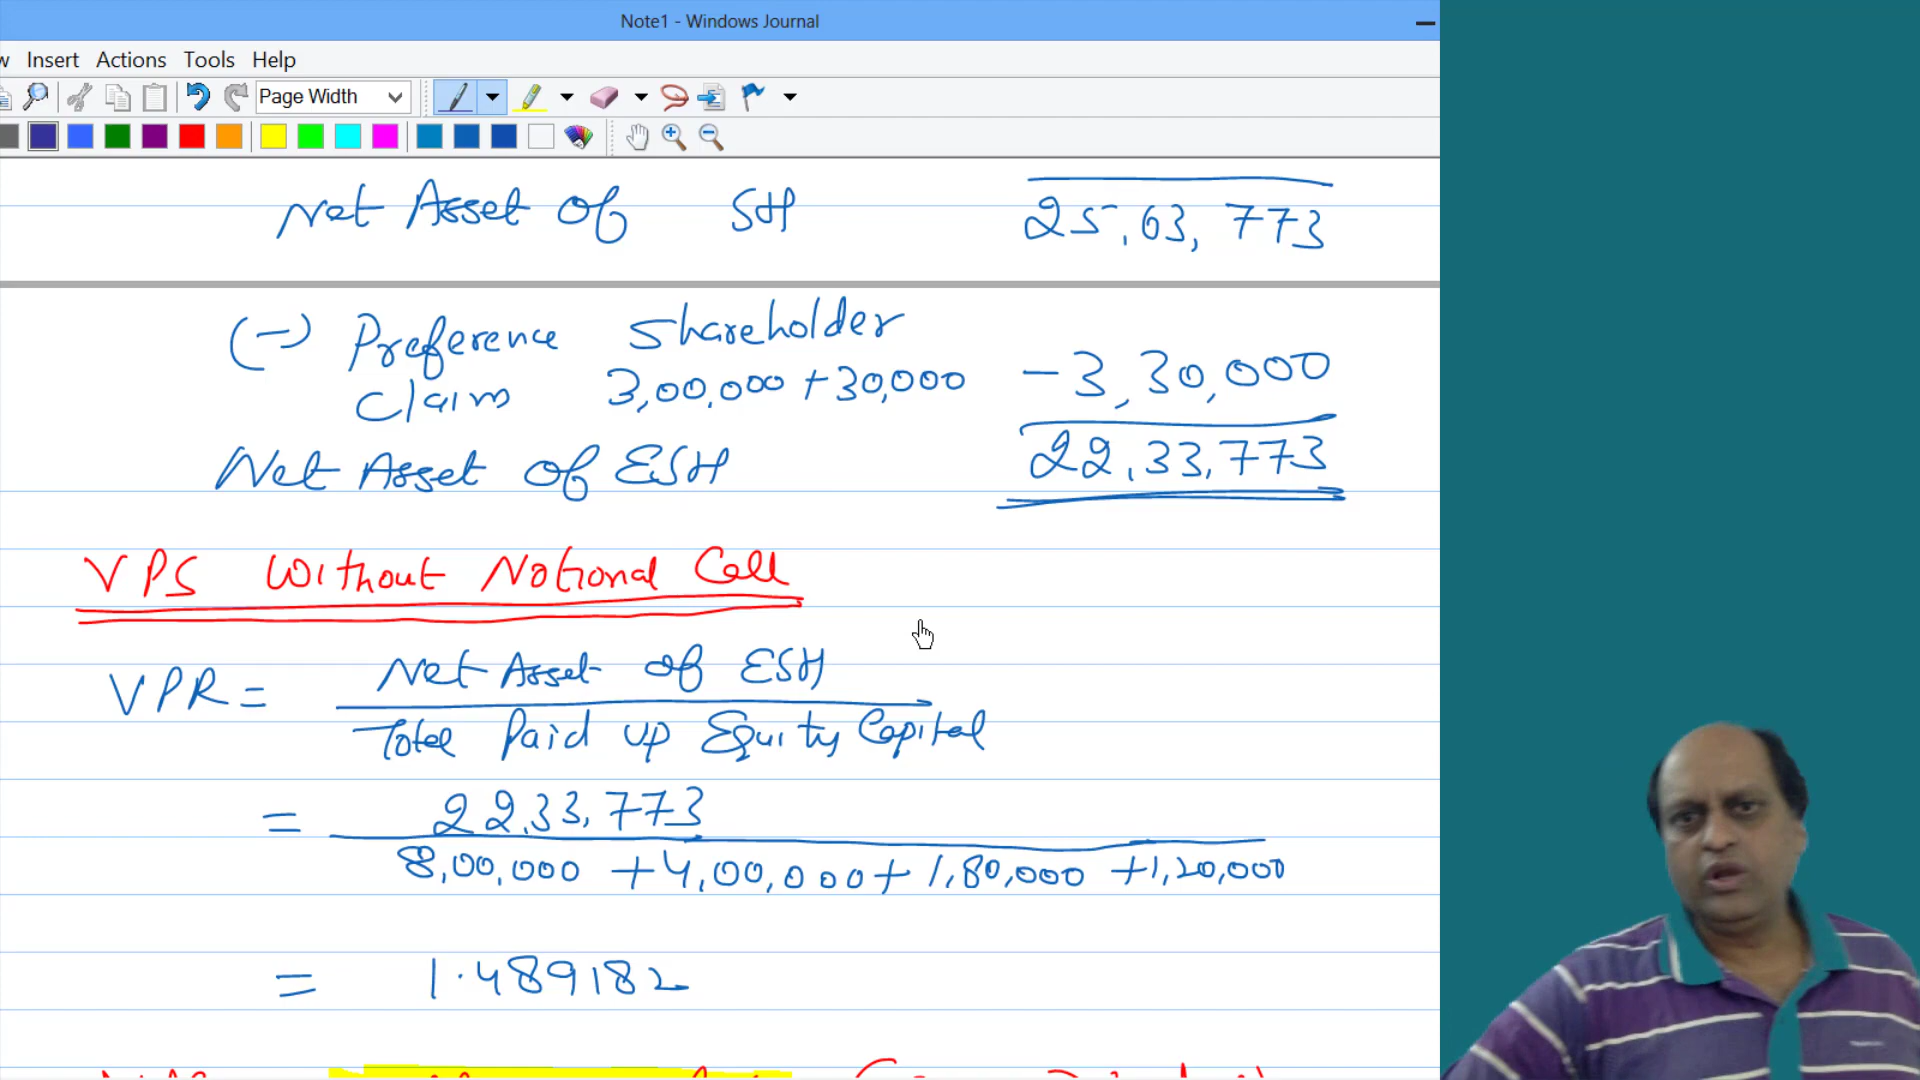 Note1 - Windows Journal
w Insert Actions Tools Help
Page Width
Net Asset Of SH 25,63,773
(-) Preference Shareholder
Claim 3,00,000 + 30,000 - 3,30,000
Net Asset Of ESH 22,33,773
VPS Without Notional Call
VPR = Net Asset Of ESH
Total Paid up Equity Capital
= 22,33,773
8,00,000 + 4,00,000 + 1,80,000 + 1,20,000
= 1.489182